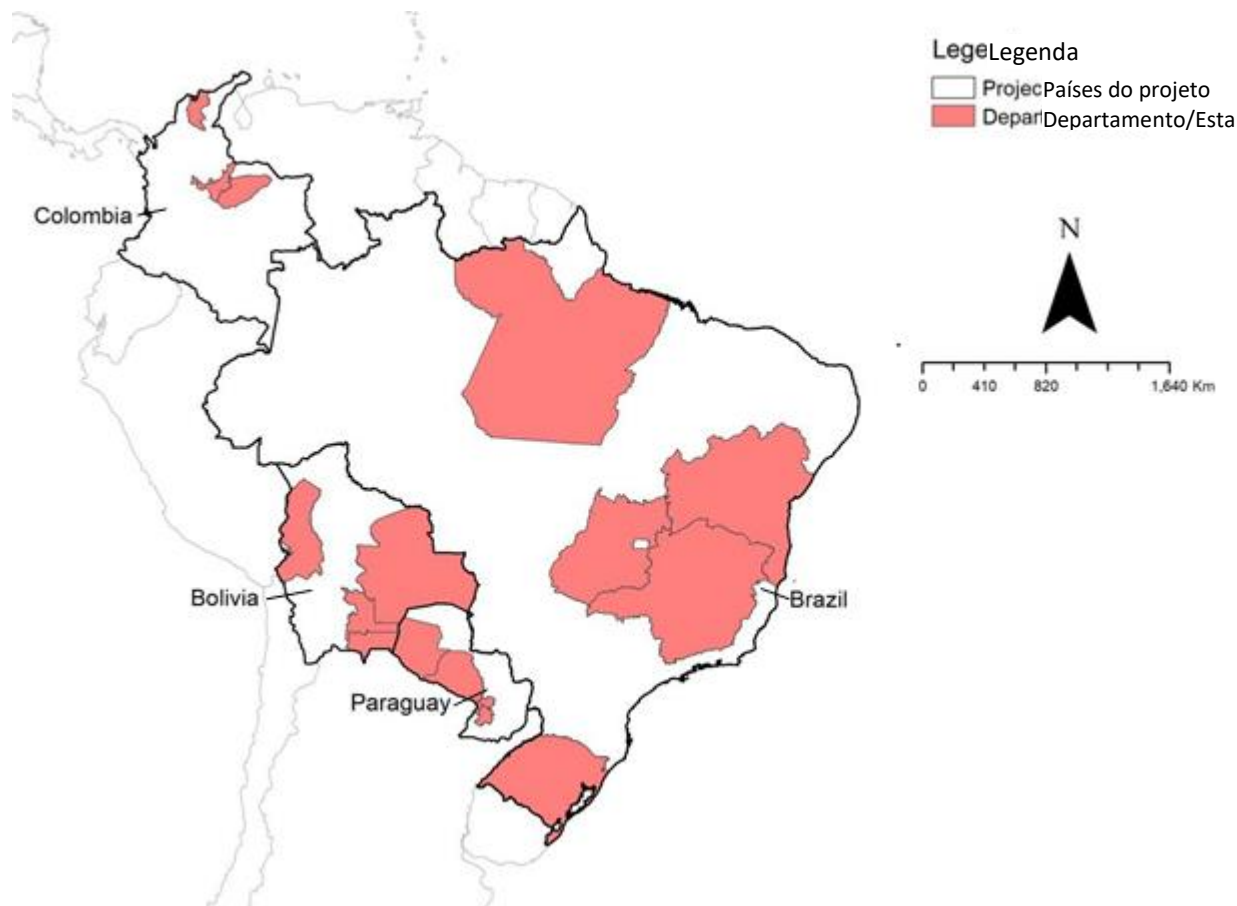 LegeLegenda
ProjecPaíses do projeto
DeparDepartamento/Esta
N
0 410 820 1,640 Km
Colombia
Bolivia
Brazil
Paraguay